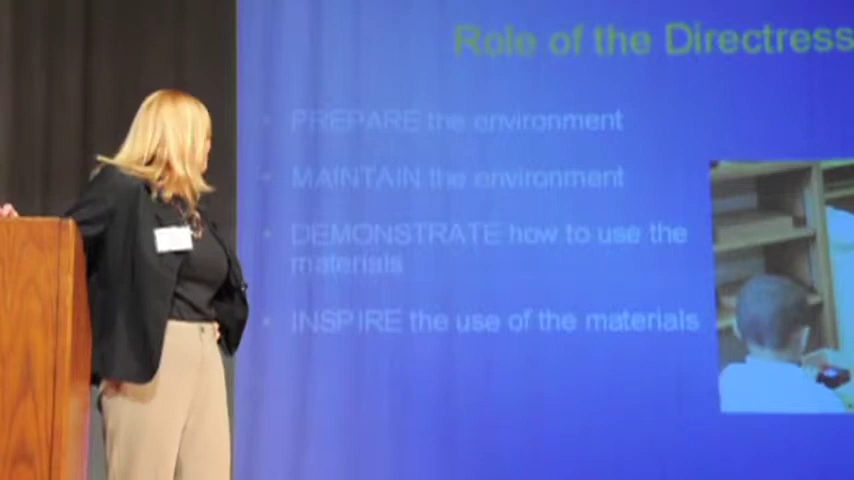 Role of the Directress
• PREPARE the environment
• MAINTAIN the environment
• DEMONSTRATE how to use the
materials
• INSPIRE the use of the materials